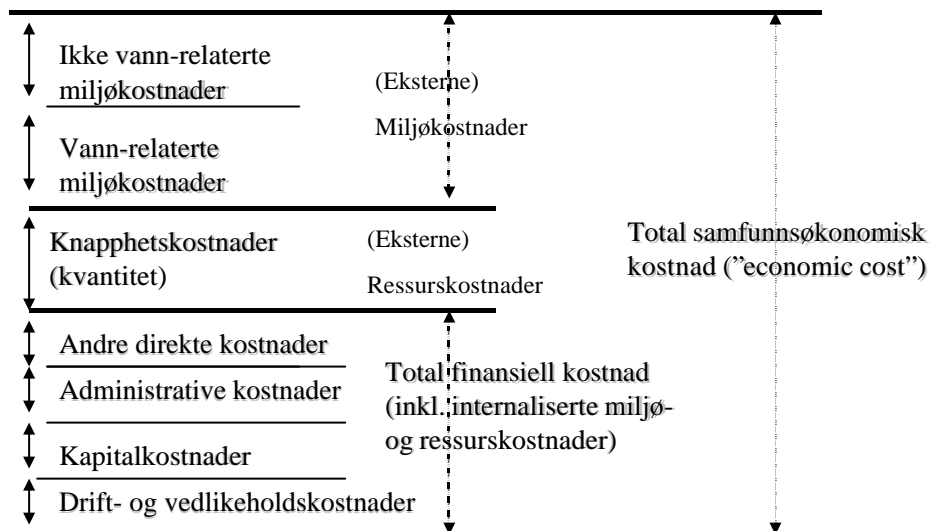 Ikke vann-relaterte
miljøkostnader
(Eksterne)
Miljøkostnader
Vann-relaterte
miljøkostnader
Knapphetskostnader
(kvantitet)
(Eksterne)
Ressurskostnader
Total samfunnsøkonomisk
kostnad (”economic cost”)
Andre direkte kostnader
Administrative kostnader
Total finansiell kostnad
(inkl. internaliserte miljø-
og ressurskostnader)
Kapitalkostnader
Drift- og vedlikeholdskostnader